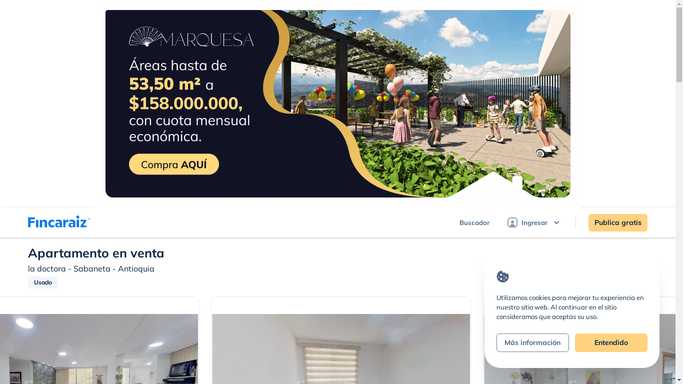 MARQUESA
Áreas hasta de
53,50 m² a
$158.000.000,
con cuota mensual
económica.
Compra AQUÍ
Fincaraiz
Buscador
Ingresar
Publica gratis
Apartamento en venta
la doctora - Sabaneta - Antioquia
Usado
Utilizamos cookies para mejorar tu experiencia en
nuestro sitio web. Al continuar en el sitio
consideramos que aceptas su uso.
Más información
Entendido